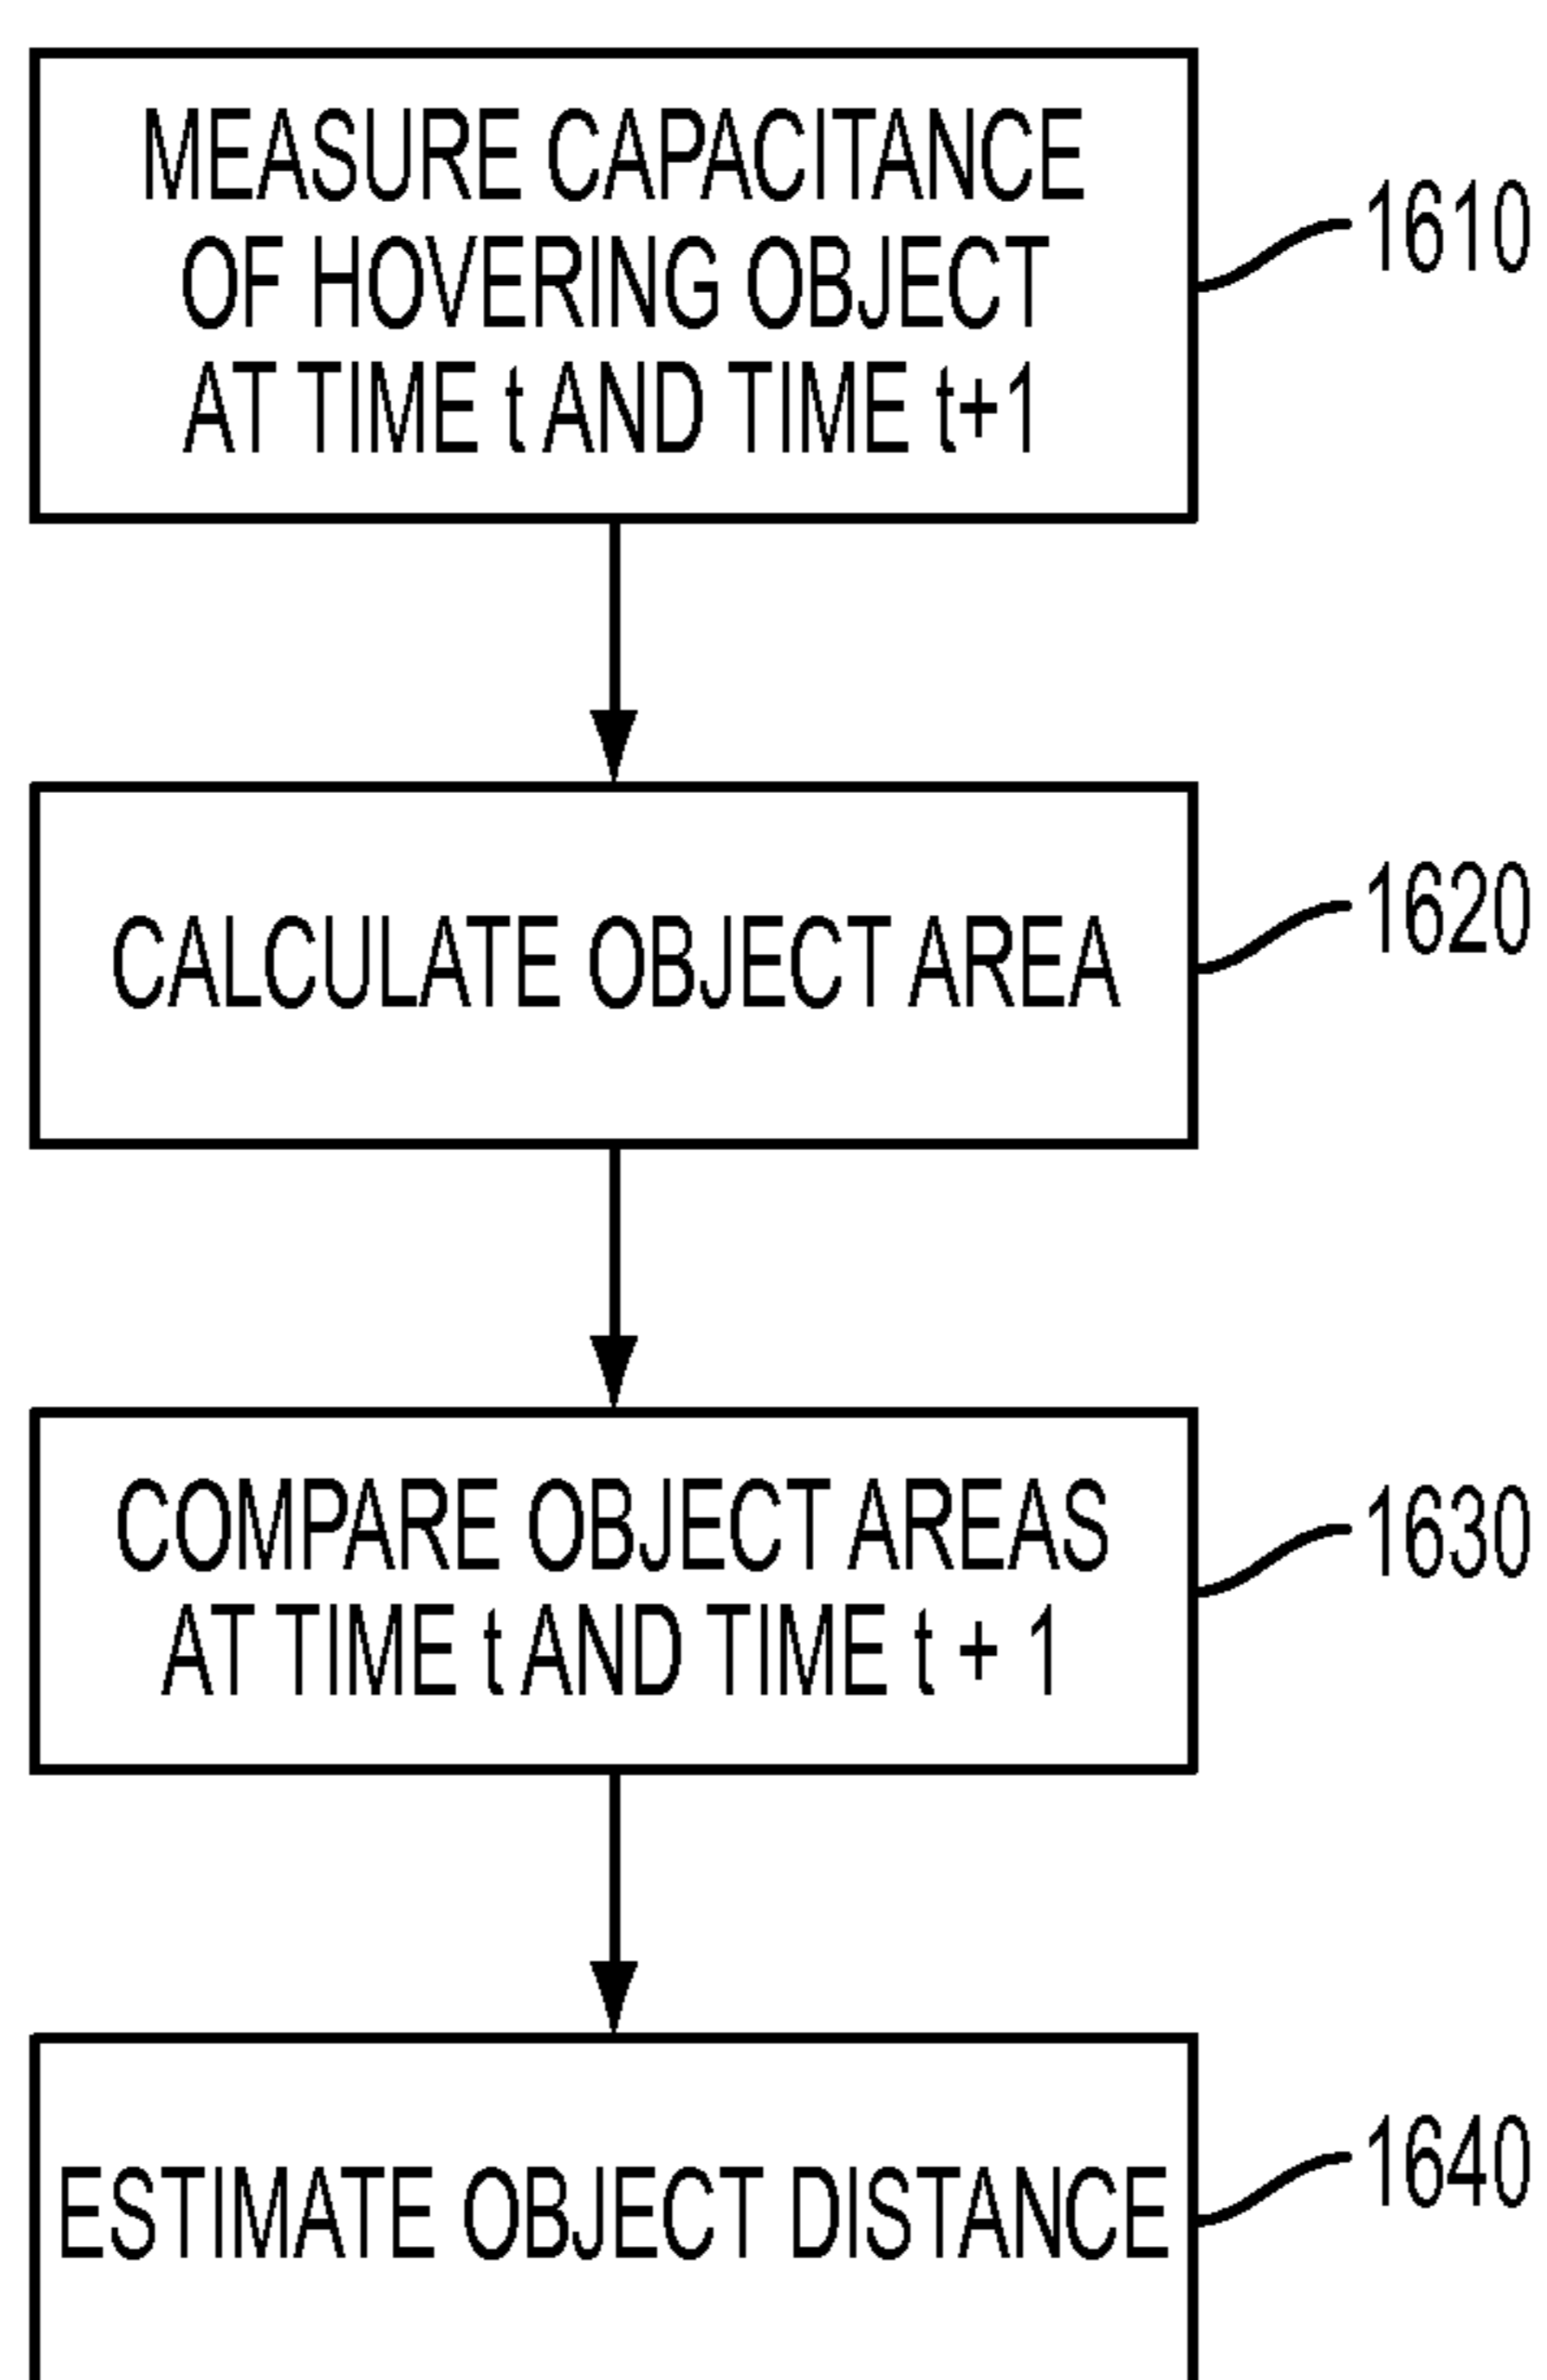 MEASURE CAPACITANCE
OF HOVERING OBJECT
AT TIME t AND TIME t+1
1610
CALCULATE OBJECT AREA
1620
COMPARE OBJECT AREAS
AT TIME t AND TIME t + 1
1630
ESTIMATE OBJECT DISTANCE
1640